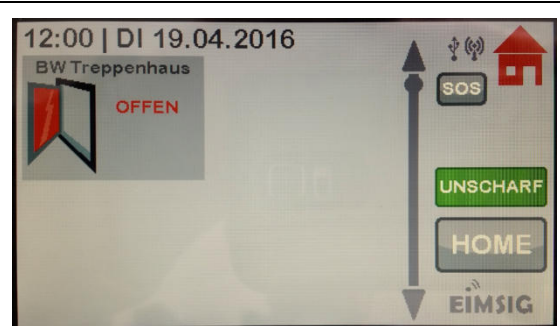 12:00 | DI 19.04.2016
BW Treppenhaus
OFFEN
SOS
UNSCHARF
HOME
EIMSIG